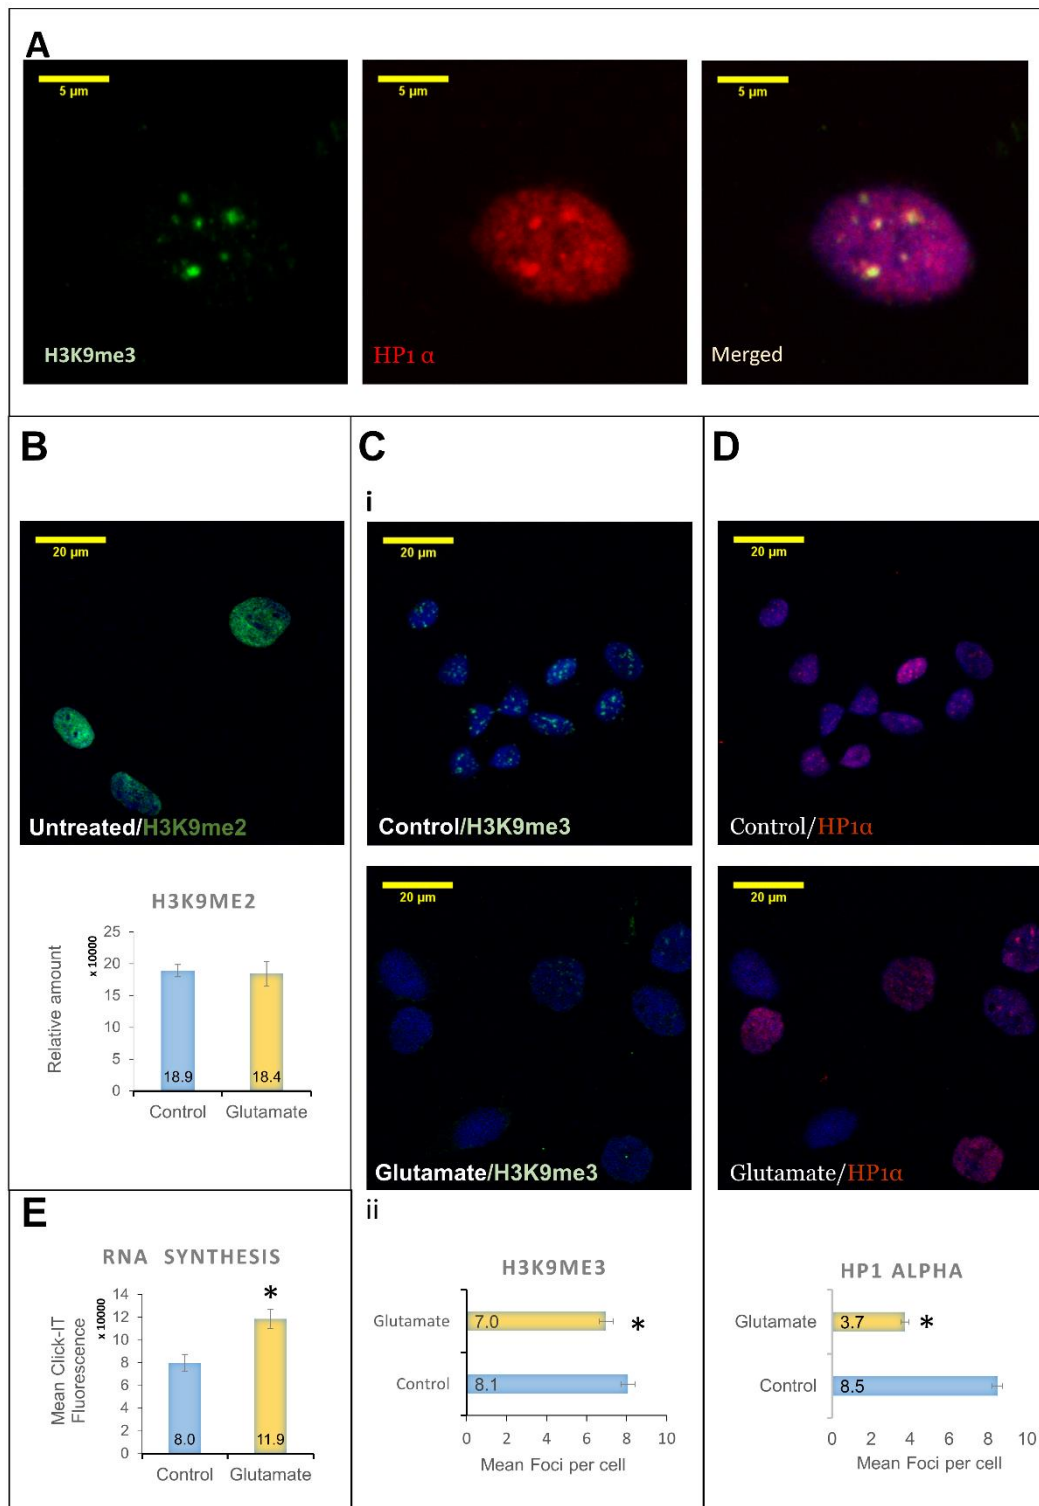 A
5 µm
5 µm
5 µm
H3K9me3
HP1 α
Merged
B
20 µm
Untreated/H3K9me2
H3K9ME2
Relative amount
x 10000
25
20
15
10
5
0
18.9
18.4
Control
Glutamate
C
i
20 µm
Control/H3K9me3
20 µm
Glutamate/H3K9me3
ii
H3K9ME3
Glutamate
7.0
*
Control
8.1
0 2 4 6 8 10
Mean Foci per cell
D
20 µm
Control/HP1α
20 µm
Glutamate/HP1α
HP1 ALPHA
Glutamate
3.7
*
Control
8.5
0 2 4 6 8 10
Mean Foci per cell
E
RNA SYNTHESIS
Mean Click-IT
Fluorescence
x 10000
14
12
10
8
6
4
2
0
*
8.0
11.9
Control
Glutamate